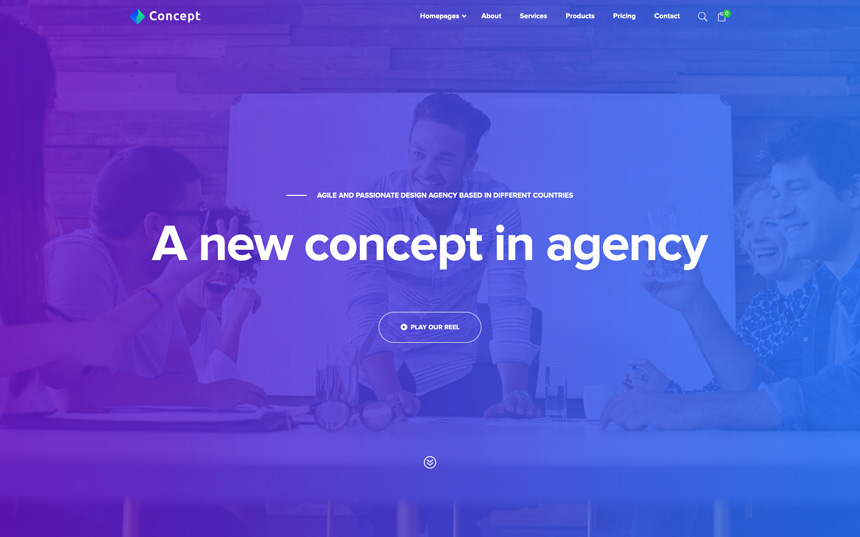 Concept
Homepages About Services Products Pricing Contact 0
AGILE AND PASSIONATE DESIGN AGENCY BASED IN DIFFERENT COUNTRIES
A new concept in agency
PLAY OUR REEL